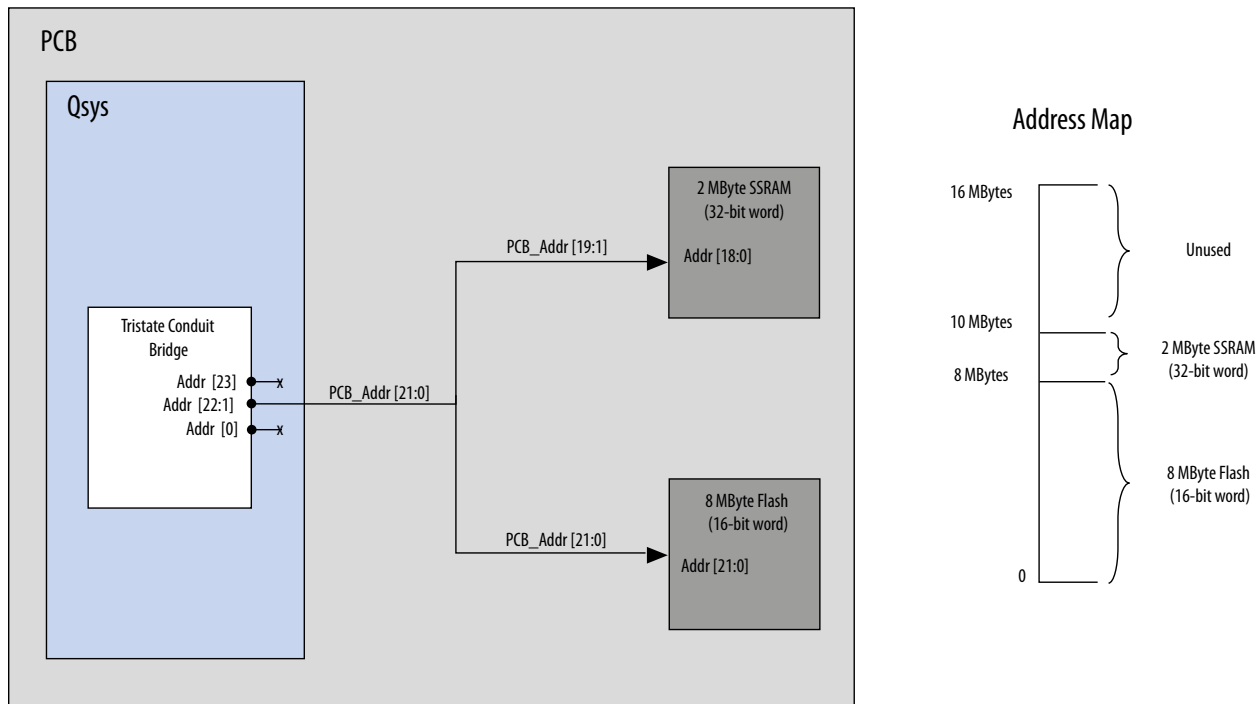 PCB
Qsys
Tristate Conduit
Bridge
Addr [23]
x
Addr [22:1]
Addr [0]
x
PCB_Addr [21:0]
PCB_Addr [19:1]
2 MByte SSRAM
(32-bit word)
Addr [18:0]
PCB_Addr [21:0]
8 MByte Flash
(16-bit word)
Addr [21:0]
Address Map
16 MBytes
Unused
10 MBytes
2 MByte SSRAM
(32-bit word)
8 MBytes
8 MByte Flash
(16-bit word)
0